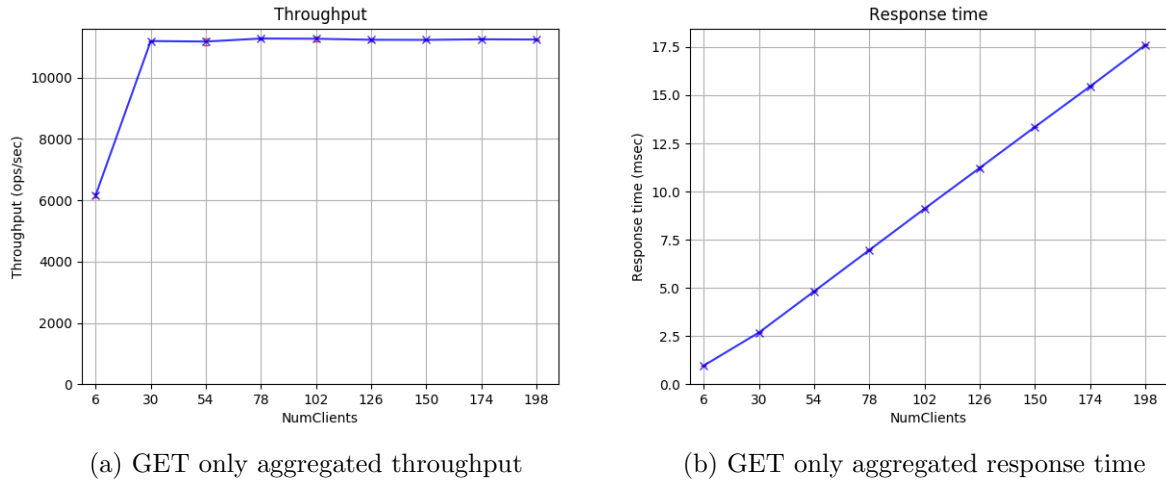 Throughput
Throughput (ops/sec)
10000
8000
6000
4000
2000
0
6 30 54 78 102 126 150 174 198
NumClients
(a) GET only aggregated throughput
Response time
Response time (msec)
17.5
15.0
12.5
10.0
7.5
5.0
2.5
0.0
6 30 54 78 102 126 150 174 198
NumClients
(b) GET only aggregated response time